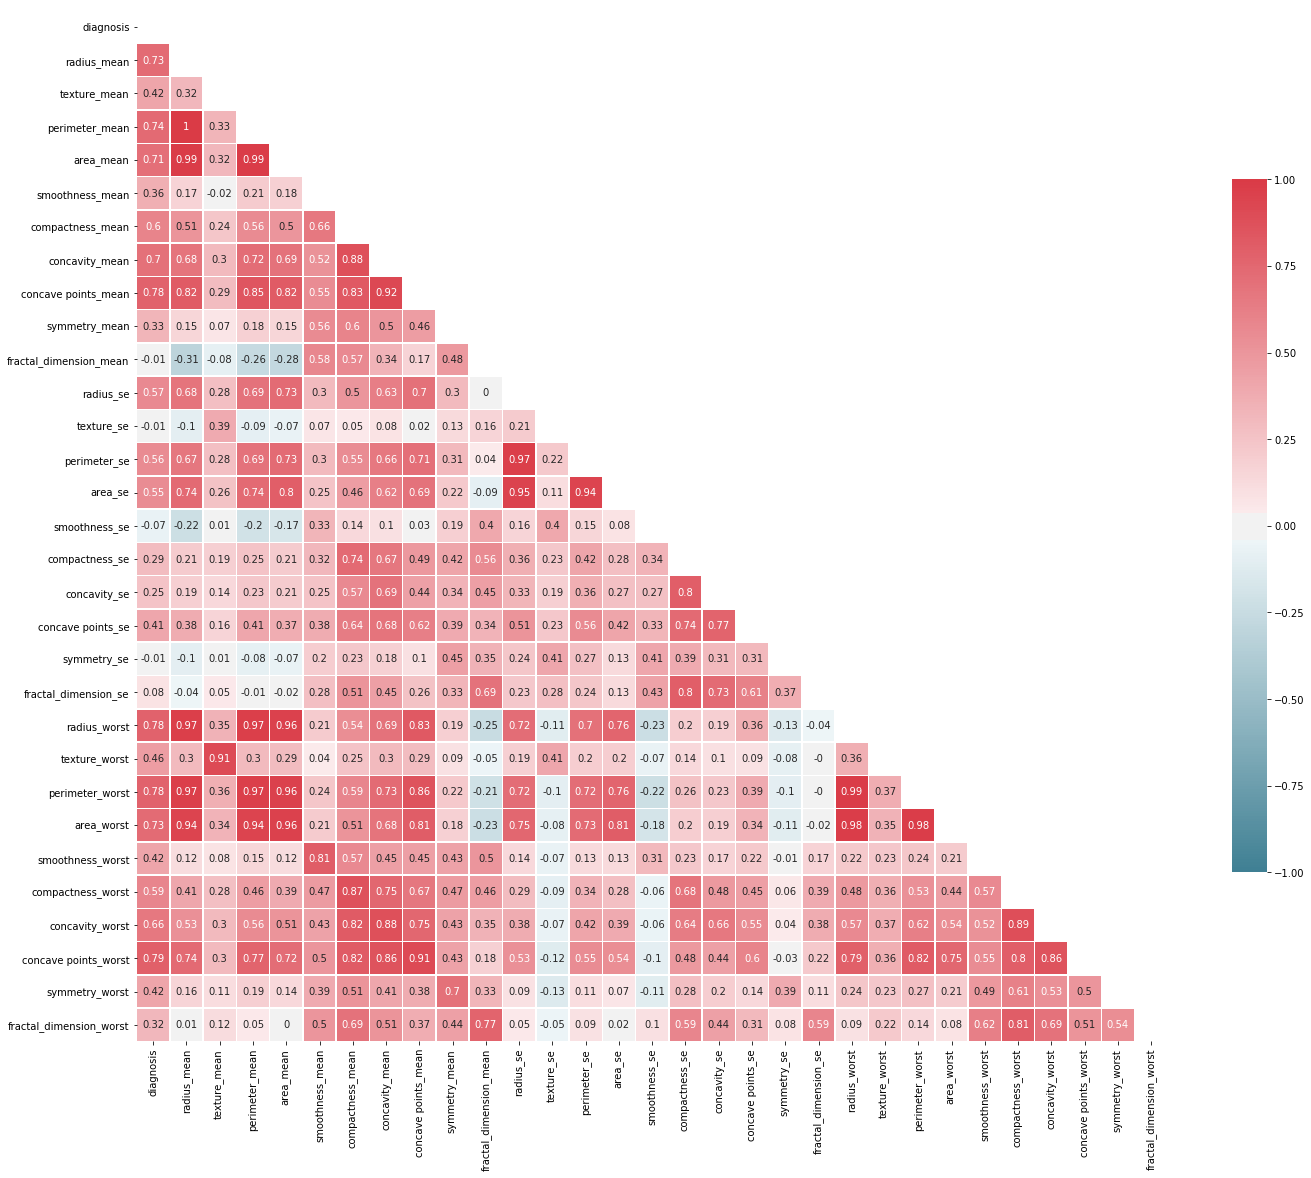 diagnosis
radius_mean 0.73
texture_mean 0.42 0.32
perimeter_mean 0.74 1 0.33
area_mean 0.71 0.99 0.32 0.99
smoothness_mean 0.36 0.17 -0.02 0.21 0.18
compactness_mean 0.6 0.51 0.24 0.56 0.5 0.66
concavity_mean 0.7 0.68 0.3 0.72 0.69 0.52 0.88
concave points_mean 0.78 0.82 0.29 0.85 0.82 0.55 0.83 0.92
symmetry_mean 0.33 0.15 0.07 0.18 0.15 0.56 0.6 0.5 0.46
fractal_dimension_mean -0.01 -0.31 -0.08 -0.26 -0.28 0.58 0.57 0.34 0.17 0.48
radius_se 0.57 0.68 0.28 0.69 0.73 0.3 0.5 0.63 0.7 0.3 0
texture_se -0.01 -0.1 0.39 -0.09 -0.07 0.07 0.05 0.08 0.02 0.13 0.16 0.21
perimeter_se 0.56 0.67 0.28 0.69 0.73 0.3 0.55 0.66 0.71 0.31 0.04 0.97 0.22
area_se 0.55 0.74 0.26 0.74 0.8 0.25 0.46 0.62 0.69 0.22 -0.09 0.95 0.11 0.94
smoothness_se -0.07 -0.22 0.01 -0.2 -0.17 0.33 0.14 0.1 0.03 0.19 0.4 0.16 0.4 0.15 0.08
compactness_se 0.29 0.21 0.19 0.25 0.21 0.32 0.74 0.67 0.49 0.42 0.56 0.36 0.23 0.42 0.28 0.34
concavity_se 0.25 0.19 0.14 0.23 0.21 0.25 0.57 0.69 0.44 0.34 0.45 0.33 0.19 0.36 0.27 0.27 0.8
concave points_se 0.41 0.38 0.16 0.41 0.37 0.38 0.64 0.68 0.62 0.39 0.34 0.51 0.23 0.56 0.42 0.33 0.74 0.77
symmetry_se -0.01 -0.1 0.01 -0.08 -0.07 0.2 0.23 0.18 0.1 0.45 0.35 0.24 0.41 0.27 0.13 0.41 0.39 0.31 0.31
fractal_dimension_se 0.08 -0.04 0.05 -0.01 -0.02 0.28 0.51 0.45 0.26 0.33 0.69 0.23 0.28 0.24 0.13 0.43 0.8 0.73 0.61 0.37
radius_worst 0.78 0.97 0.35 0.97 0.96 0.21 0.54 0.69 0.83 0.19 -0.25 0.72 -0.11 0.7 0.76 -0.23 0.2 0.19 0.36 -0.13 -0.04
texture_worst 0.46 0.3 0.91 0.3 0.29 0.04 0.25 0.3 0.29 0.09 -0.05 0.19 0.41 0.2 0.2 -0.07 0.14 0.1 0.09 -0.08 -0 0.36
perimeter_worst 0.78 0.97 0.36 0.97 0.96 0.24 0.59 0.73 0.86 0.22 -0.21 0.72 -0.1 0.72 0.76 -0.22 0.26 0.23 0.39 -0.1 -0 0.99 0.37
area_worst 0.73 0.94 0.34 0.94 0.96 0.21 0.51 0.68 0.81 0.18 -0.23 0.75 -0.08 0.73 0.81 -0.18 0.2 0.19 0.34 -0.11 -0.02 0.98 0.35 0.98
smoothness_worst 0.42 0.12 0.08 0.15 0.12 0.81 0.57 0.45 0.45 0.43 0.5 0.14 -0.07 0.13 0.13 0.31 0.23 0.17 0.22 -0.01 0.17 0.22 0.23 0.24 0.21
compactness_worst 0.59 0.41 0.28 0.46 0.39 0.47 0.87 0.75 0.67 0.47 0.46 0.29 -0.09 0.34 0.28 -0.06 0.68 0.48 0.45 0.06 0.39 0.48 0.36 0.53 0.44 0.57
concavity_worst 0.66 0.53 0.3 0.56 0.51 0.43 0.82 0.88 0.75 0.43 0.35 0.38 -0.07 0.42 0.39 -0.06 0.64 0.66 0.55 0.04 0.38 0.57 0.37 0.62 0.54 0.52 0.89
concave points_worst 0.79 0.74 0.3 0.77 0.72 0.5 0.82 0.86 0.91 0.43 0.18 0.53 -0.12 0.55 0.54 -0.1 0.48 0.44 0.6 -0.03 0.22 0.79 0.36 0.82 0.75 0.55 0.8 0.86
symmetry_worst 0.42 0.16 0.11 0.19 0.14 0.39 0.51 0.41 0.38 0.7 0.33 0.09 -0.13 0.11 0.07 -0.11 0.28 0.2 0.14 0.39 0.11 0.24 0.23 0.27 0.21 0.49 0.61 0.53 0.5
fractal_dimension_worst 0.32 0.01 0.12 0.05 0 0.5 0.69 0.51 0.37 0.44 0.77 0.05 -0.05 0.09 0.02 0.1 0.59 0.44 0.31 0.08 0.59 0.09 0.22 0.14 0.08 0.62 0.81 0.69 0.51 0.54
diagnosis
radius_mean
texture_mean
perimeter_mean
area_mean
smoothness_mean
compactness_mean
concavity_mean
concave points_mean
symmetry_mean
fractal_dimension_mean
radius_se
texture_se
perimeter_se
area_se
smoothness_se
compactness_se
concavity_se
concave points_se
symmetry_se
fractal_dimension_se
radius_worst
texture_worst
perimeter_worst
area_worst
smoothness_worst
compactness_worst
concavity_worst
concave points_worst
symmetry_worst
fractal_dimension_worst
1.00
0.75
0.50
0.25
0.00
−0.25
−0.50
−0.75
−1.00